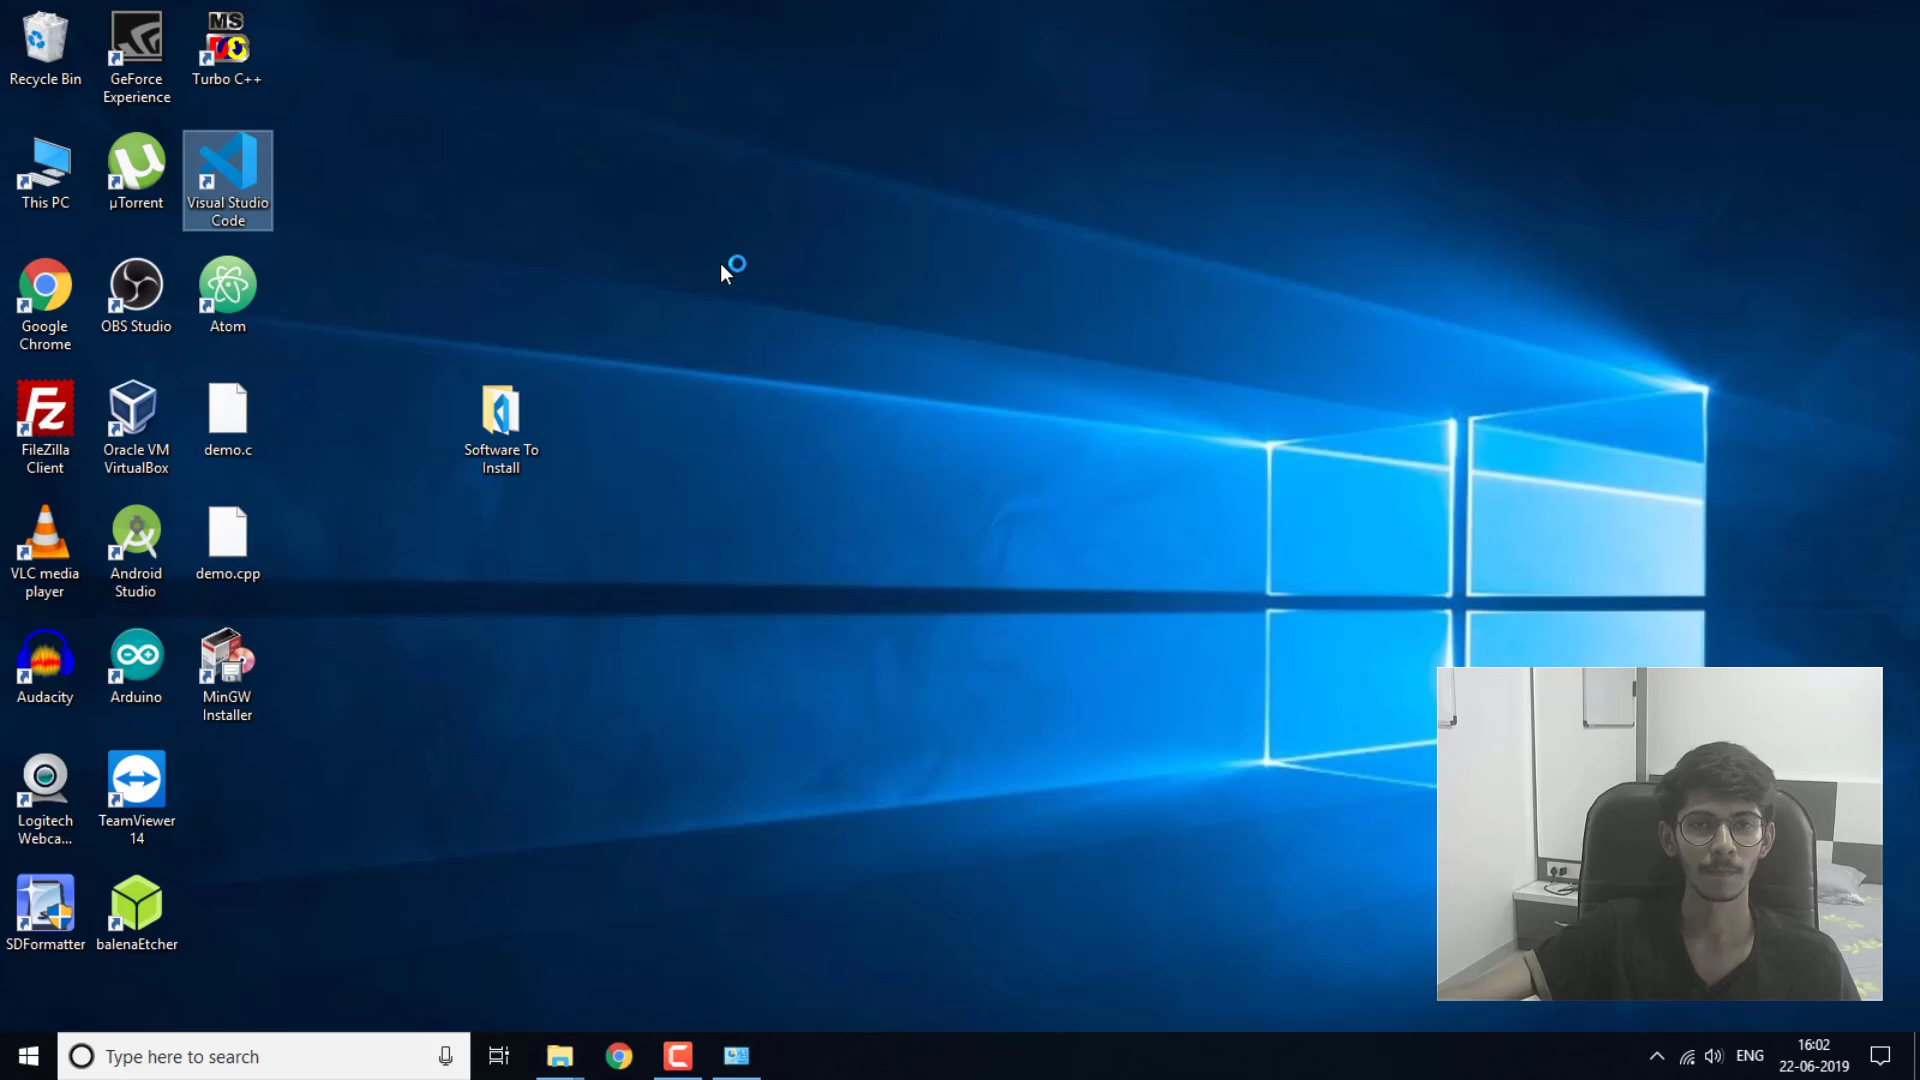 Recycle Bin
GeForce
Experience
MS
Turbo C++
This PC
µTorrent
Visual Studio
Code
Google
Chrome
OBS Studio
Atom
FileZilla
Client
Oracle VM
VirtualBox
demo.c
Software To
Install
VLC media
player
Android
Studio
demo.cpp
Audacity
Arduino
MinGW
Installer
Logitech
Webca...
TeamViewer
14
SDFormatter
balenaEtcher
Type here to search
ENG
16:02
22-06-2019